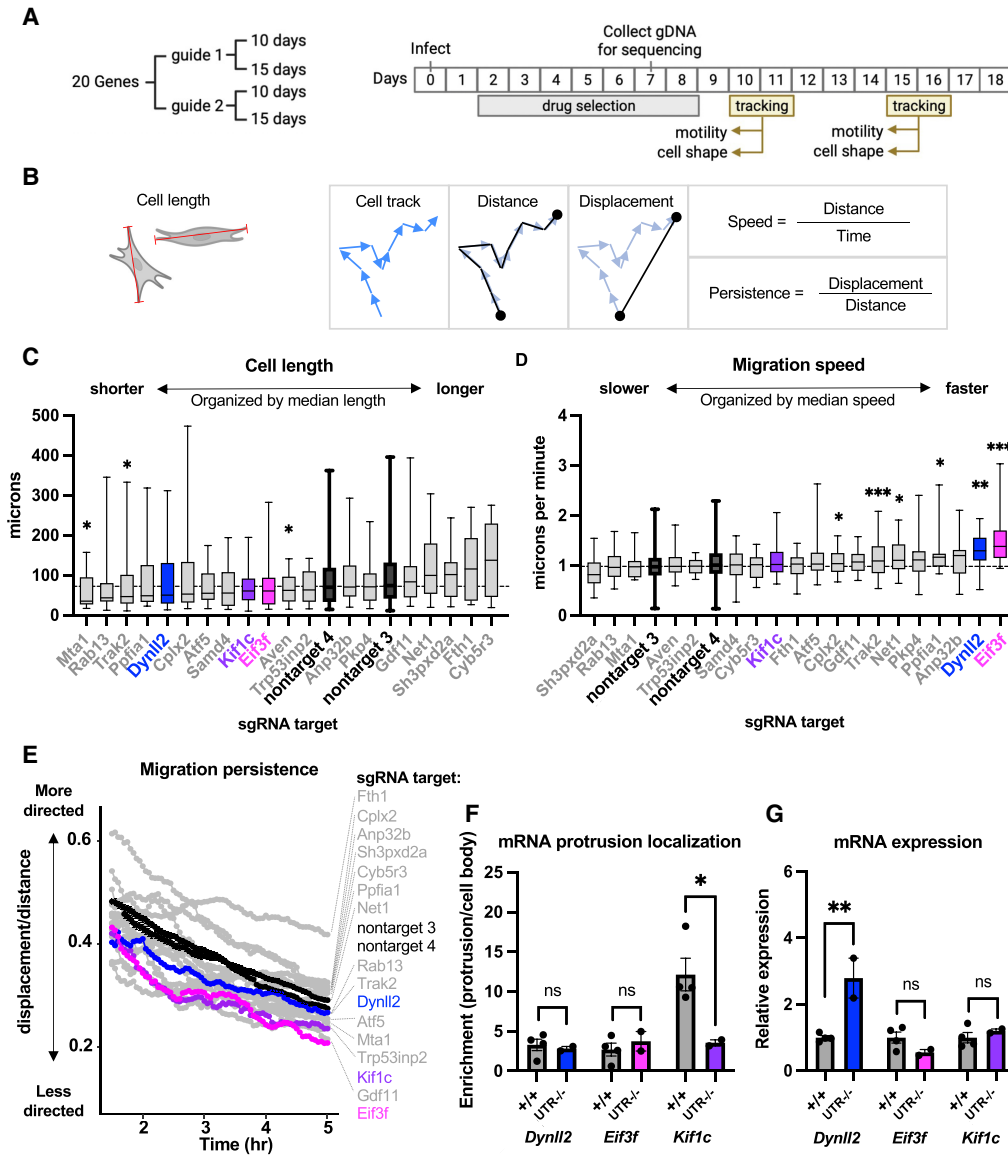 A
20 Genes
guide 1
10 days
15 days
guide 2
10 days
15 days
Collect gDNA
for sequencing
Infect
Days 0 1 2 3 4 5 6 7 8 9 10 11 12 13 14 15 16 17 18
drug selection
tracking
tracking
motility
cell shape
motility
cell shape
B
Cell length
Cell track
Distance
Displacement
Speed = Distance / Time
Persistence = Displacement / Distance
C
Cell length
shorter
longer
Organized by median length
microns
500
400
300
200
100
0
*
*
*
Mta1
Rab13
Trak2
Ppfia1
Dynll2
Cplx2
Atf5
Samd4
Kif1c
Eif3f
Aven
Trp53inp2
nontarget 4
Anp32b
Pkp4
nontarget 3
Gdf11
Net1
Sh3pxd2a
Fth1
Cyb5r3
sgRNA target
D
Migration speed
slower
faster
Organized by median speed
microns per minute
4
3
2
1
0
*
***
*
*
**
***
Sh3pxd2a
Rab13
Mta1
nontarget 3
Aven
Trp53inp2
nontarget 4
Samd4
Cyb5r3
Kif1c
Fth1
Atf5
Cplx2
Gdf11
Trak2
Net1
Pkp4
Ppfia1
Anp32b
Dynll2
Eif3f
sgRNA target
E
Migration persistence
More
directed
Less
directed
displacement/distance
0.6
0.4
0.2
2 3 4 5
Time (hr)
sgRNA target:
Fth1
Cplx2
Anp32b
Sh3pxd2a
Cyb5r3
Ppfia1
Net1
nontarget 3
nontarget 4
Rab13
Trak2
Dynll2
Atf5
Mta1
Trp53inp2
Kif1c
Gdf11
Eif3f
F
mRNA protrusion localization
Enrichment (protrusion/cell body)
25
20
15
10
5
0
ns
ns
*
+/+
UTR-/-
+/+
UTR-/-
+/+
UTR-/-
Dynll2 Eif3f Kif1c
G
mRNA expression
Relative expression
6
4
2
0
**
ns
ns
+/+
UTR-/-
+/+
UTR-/-
+/+
UTR-/-
Dynll2 Eif3f Kif1c